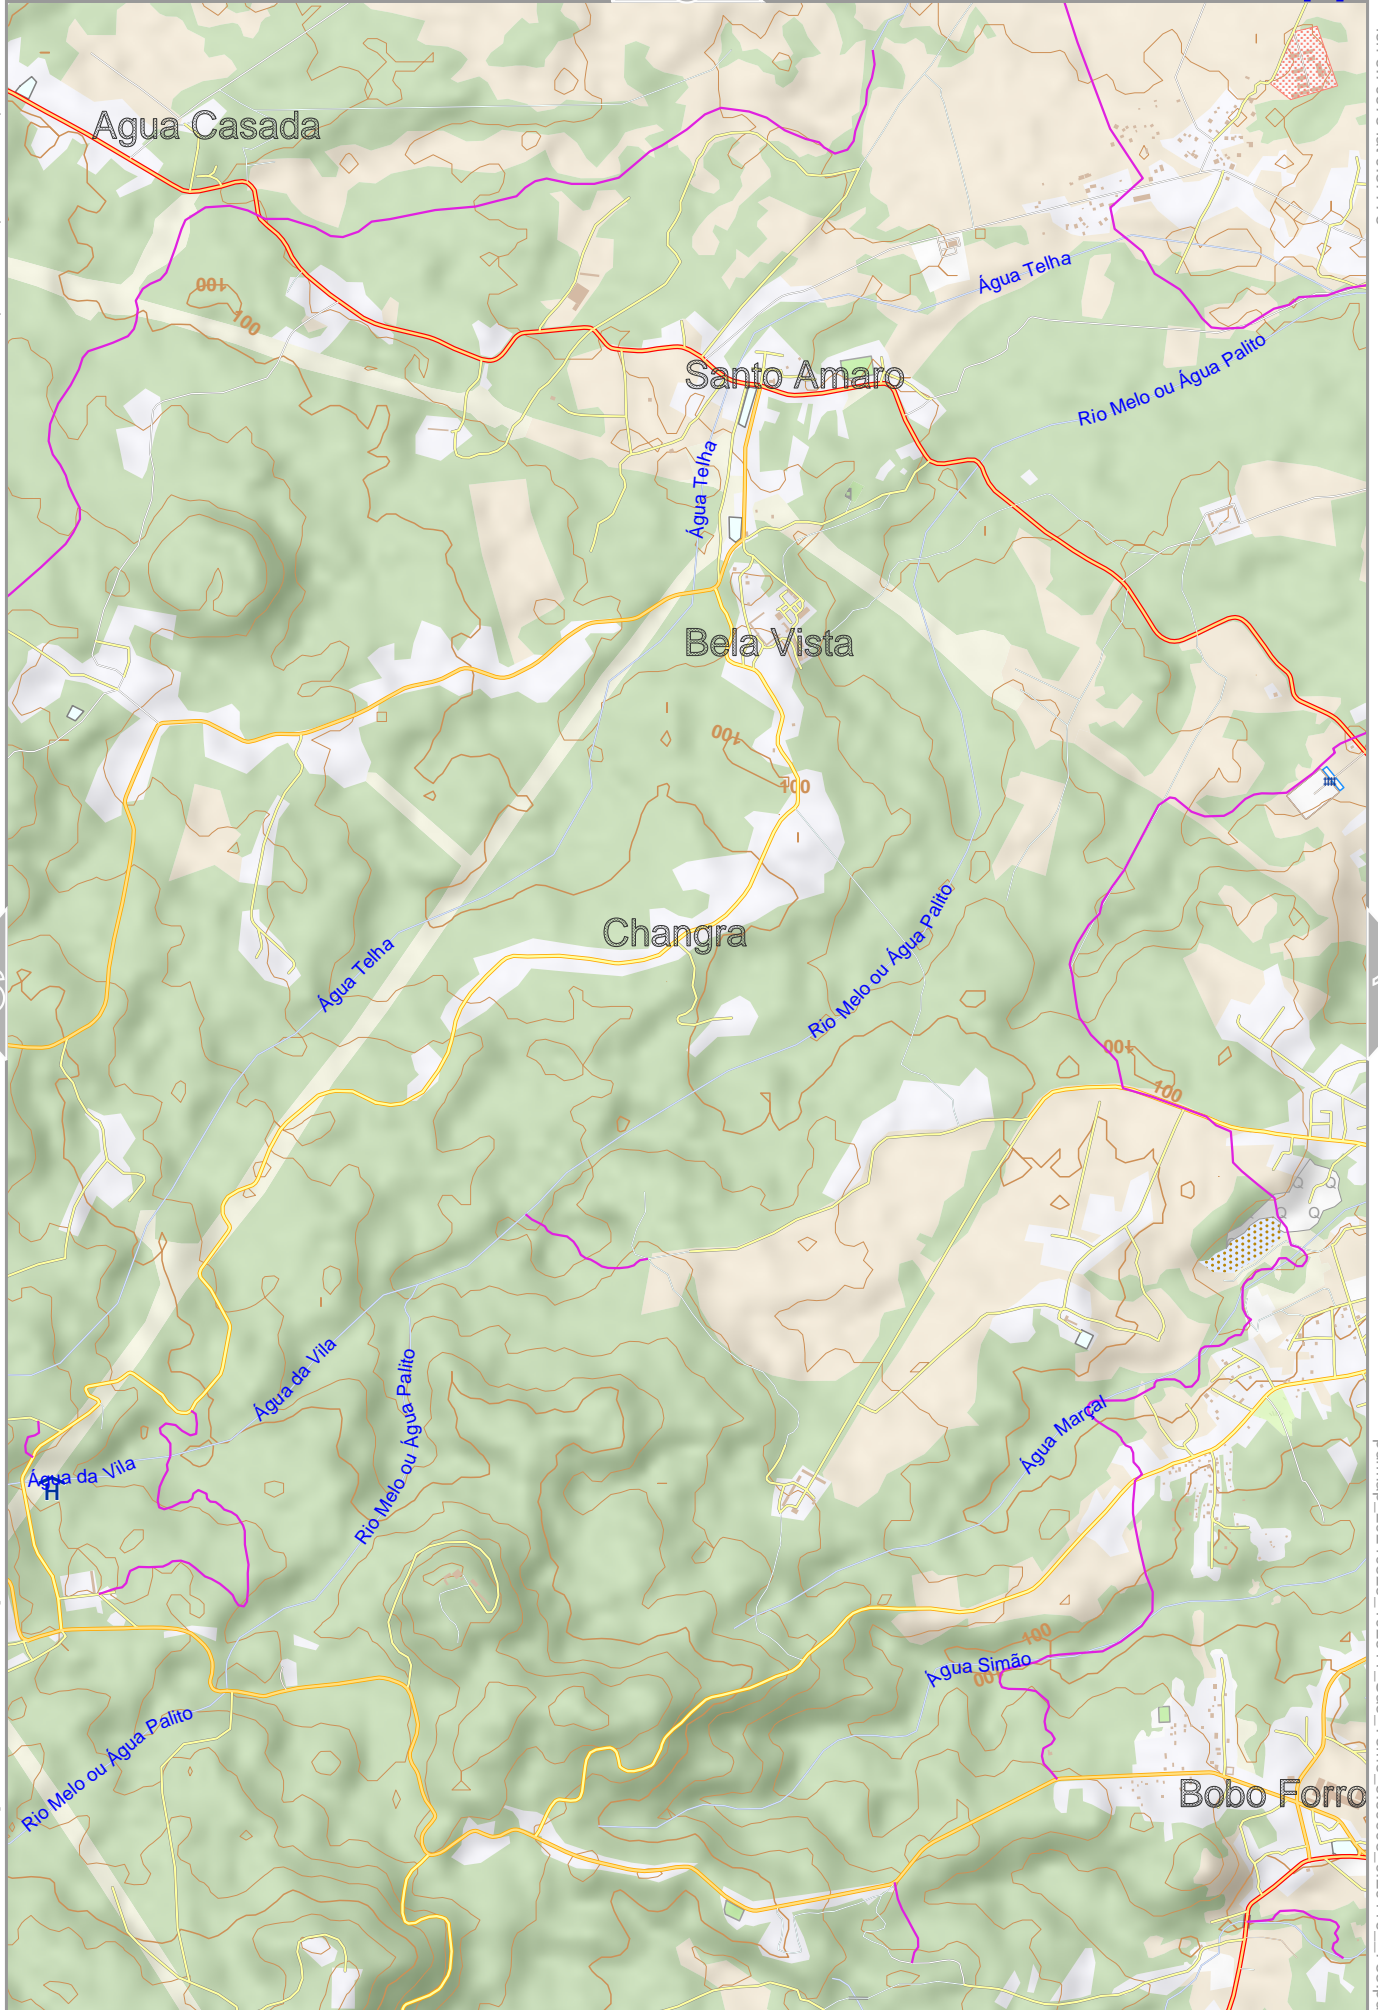 Agua Casada
Água Telha
100
100
Rio Melo ou Água Palito
Santo Amaro
Água Telha
Bela Vista
100
100
Rio Melo ou Água Palito
Changra
Água Telha
100
100
Água da Vila
Rio Melo ou Água Palito
Água Marçal
Água da Vila
H
100
Água Simão
Rio Melo ou Água Palito
Bobo Forro